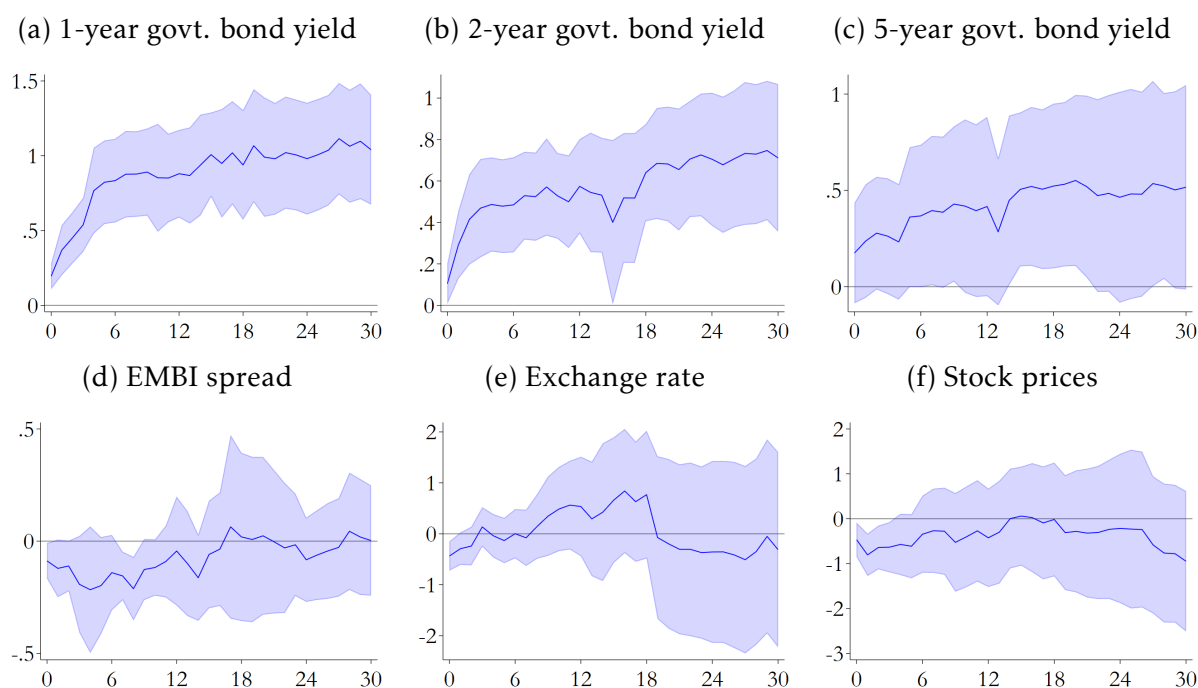 (a) 1-year govt. bond yield
(b) 2-year govt. bond yield
(c) 5-year govt. bond yield
1.5
1
.5
0
0 6 12 18 24 30
1
.8
.6
.4
.2
0
0 6 12 18 24 30
1
.5
0
0 6 12 18 24 30
(d) EMBI spread
(e) Exchange rate
(f) Stock prices
.5
0
-.5
0 6 12 18 24 30
2
1
0
-1
-2
0 6 12 18 24 30
2
1
0
-1
-2
-3
0 6 12 18 24 30